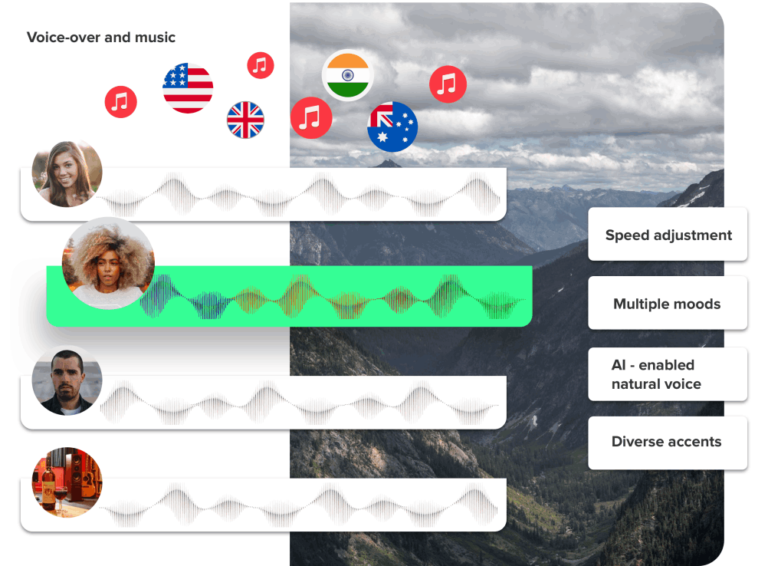 Voice-over and music
Speed adjustment
Multiple moods
AI - enabled
natural voice
Diverse accents